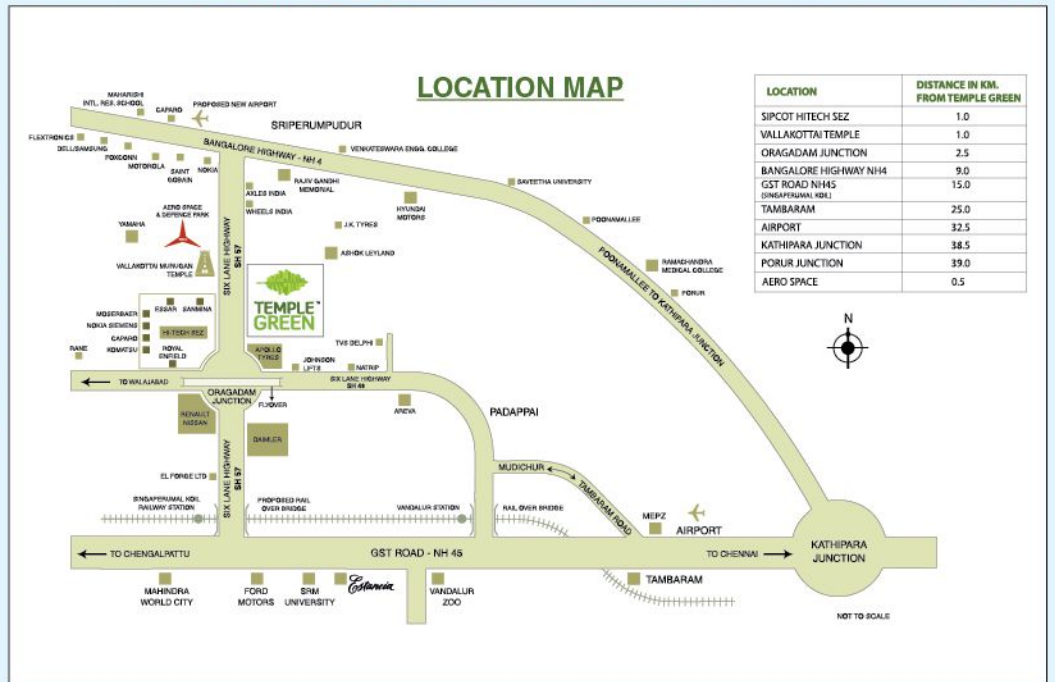 LOCATION MAP
LOCATION
DISTANCE IN KM.
FROM TEMPLE GREEN
SIPCOT HITECH SEZ 1.0
VALLAKOTTAI TEMPLE 1.0
ORAGADAM JUNCTION 2.5
BANGALORE HIGHWAY NH4 9.0
GST ROAD NH45 15.0
(SINGAPERUMAL KOIL)
TAMBARAM 25.0
AIRPORT 32.5
KATHIPARA JUNCTION 38.5
PORUR JUNCTION 39.0
AERO SPACE 0.5
N
MAHARISHI
INTL. RES. SCHOOL
CAPARO
PROPOSED NEW AIRPORT
SRIPERUMPUDUR
FLEXTRONICS
DELL/SAMSUNG
FOXCONN
MOTOROLA
SAINT
GOBAIN
NOKIA
BANGALORE HIGHWAY - NH 4
VENKATESWARA ENGG. COLLEGE
RAJIV GANDHI
MEMORIAL
SAVEETHA UNIVERSITY
AXLES INDIA
WHEELS INDIA
HYUNDAI
MOTORS
POONAMALLEE
AERO SPACE
& DEFENCE PARK
YAMAHA
J.K. TYRES
ASHOK LEYLAND
VALLAKOTTAI MURUGAN
TEMPLE
SIX LANE HIGHWAY
SH 57
RAMACHANDRA
MEDICAL COLLEGE
PORUR
POONAMALLEE TO KATHIPARA JUNCTION
TEMPLE™
GREEN
ESSAR
SANMINA
MOSERBAER
NOKIA SIEMENS
CAPARO
KOMATSU
HI-TECH SEZ
ROYAL
ENFIELD
RANE
APOLLO
TYRES
TVS DELPHI
JOHNSON
LIFTS
NATRIP
TO WALAJABAD
SIX LANE HIGHWAY
SH 48
ORAGADAM
JUNCTION
FLYOVER
AREVA
PADAPPAI
RENAULT
NISSAN
DAIMLER
EL FORGE LTD
SIX LANE HIGHWAY
SH 57
MUDICHUR
TAMBARAM ROAD
SINGAPERUMAL KOIL
RAILWAY STATION
PROPOSED RAIL
OVER BRIDGE
VANDALUR STATION
RAIL OVER BRIDGE
MEPZ
AIRPORT
TO CHENGALPATTU
GST ROAD - NH 45
TO CHENNAI
KATHIPARA
JUNCTION
MAHINDRA
WORLD CITY
FORD
MOTORS
SRM
UNIVERSITY
Estancia
VANDALUR
ZOO
TAMBARAM
NOT TO SCALE